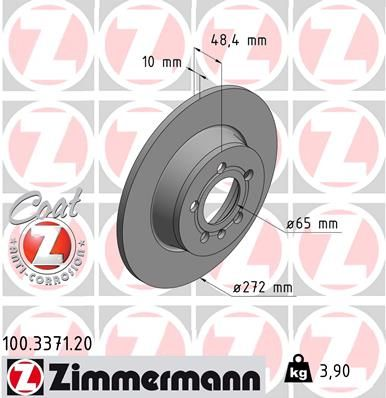 48,4 mm
10 mm
Coat
Z
ANTI-CORROSION
ø65 mm
ø272 mm
100.3371.20
Z Zimmermann
kg 3,90